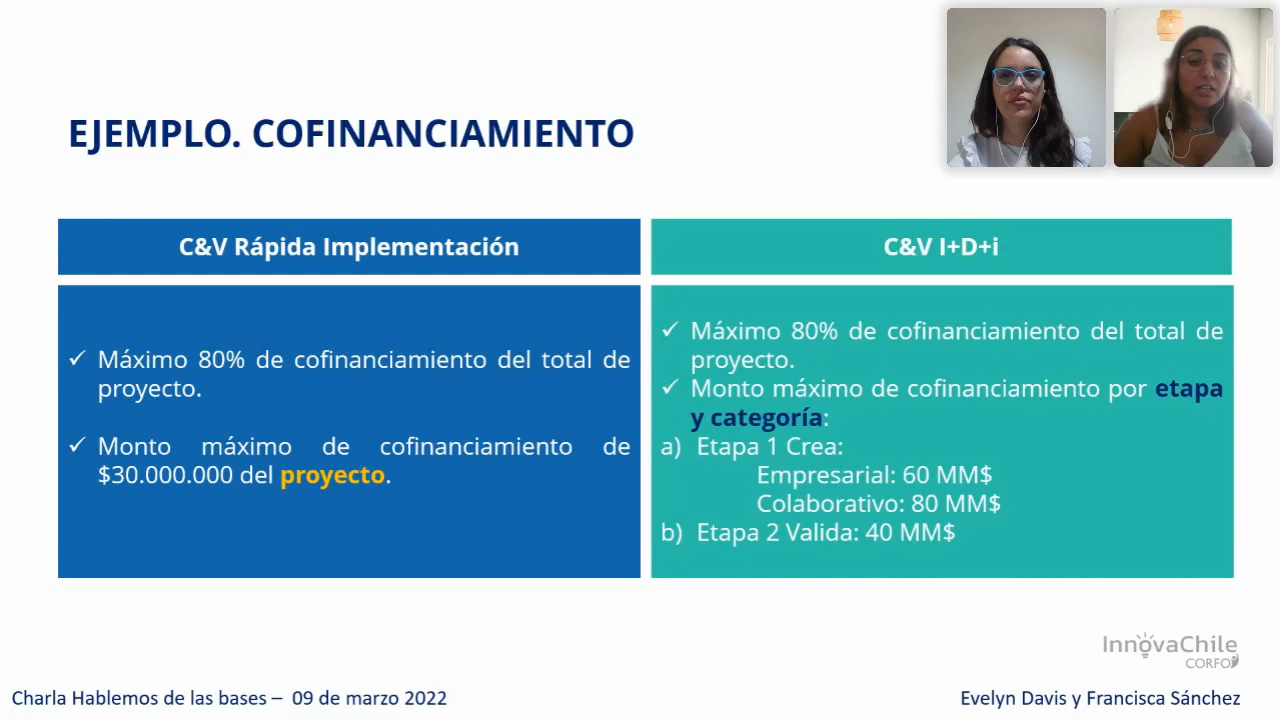 EJEMPLO. COFINANCIAMIENTO
C&V Rápida Implementación
✓ Máximo 80% de cofinanciamiento del total de
proyecto.
✓ Monto máximo de cofinanciamiento de
$30.000.000 del proyecto.
C&V I+D+i
✓ Máximo 80% de cofinanciamiento del total de
proyecto.
✓ Monto máximo de cofinanciamiento por etapa
y categoría:
a) Etapa 1 Crea:
Empresarial: 60 MM$
Colaborativo: 80 MM$
b) Etapa 2 Valida: 40 MM$
InnovaChile
CORFO
Charla Hablemos de las bases – 09 de marzo 2022
Evelyn Davis y Francisca Sánchez